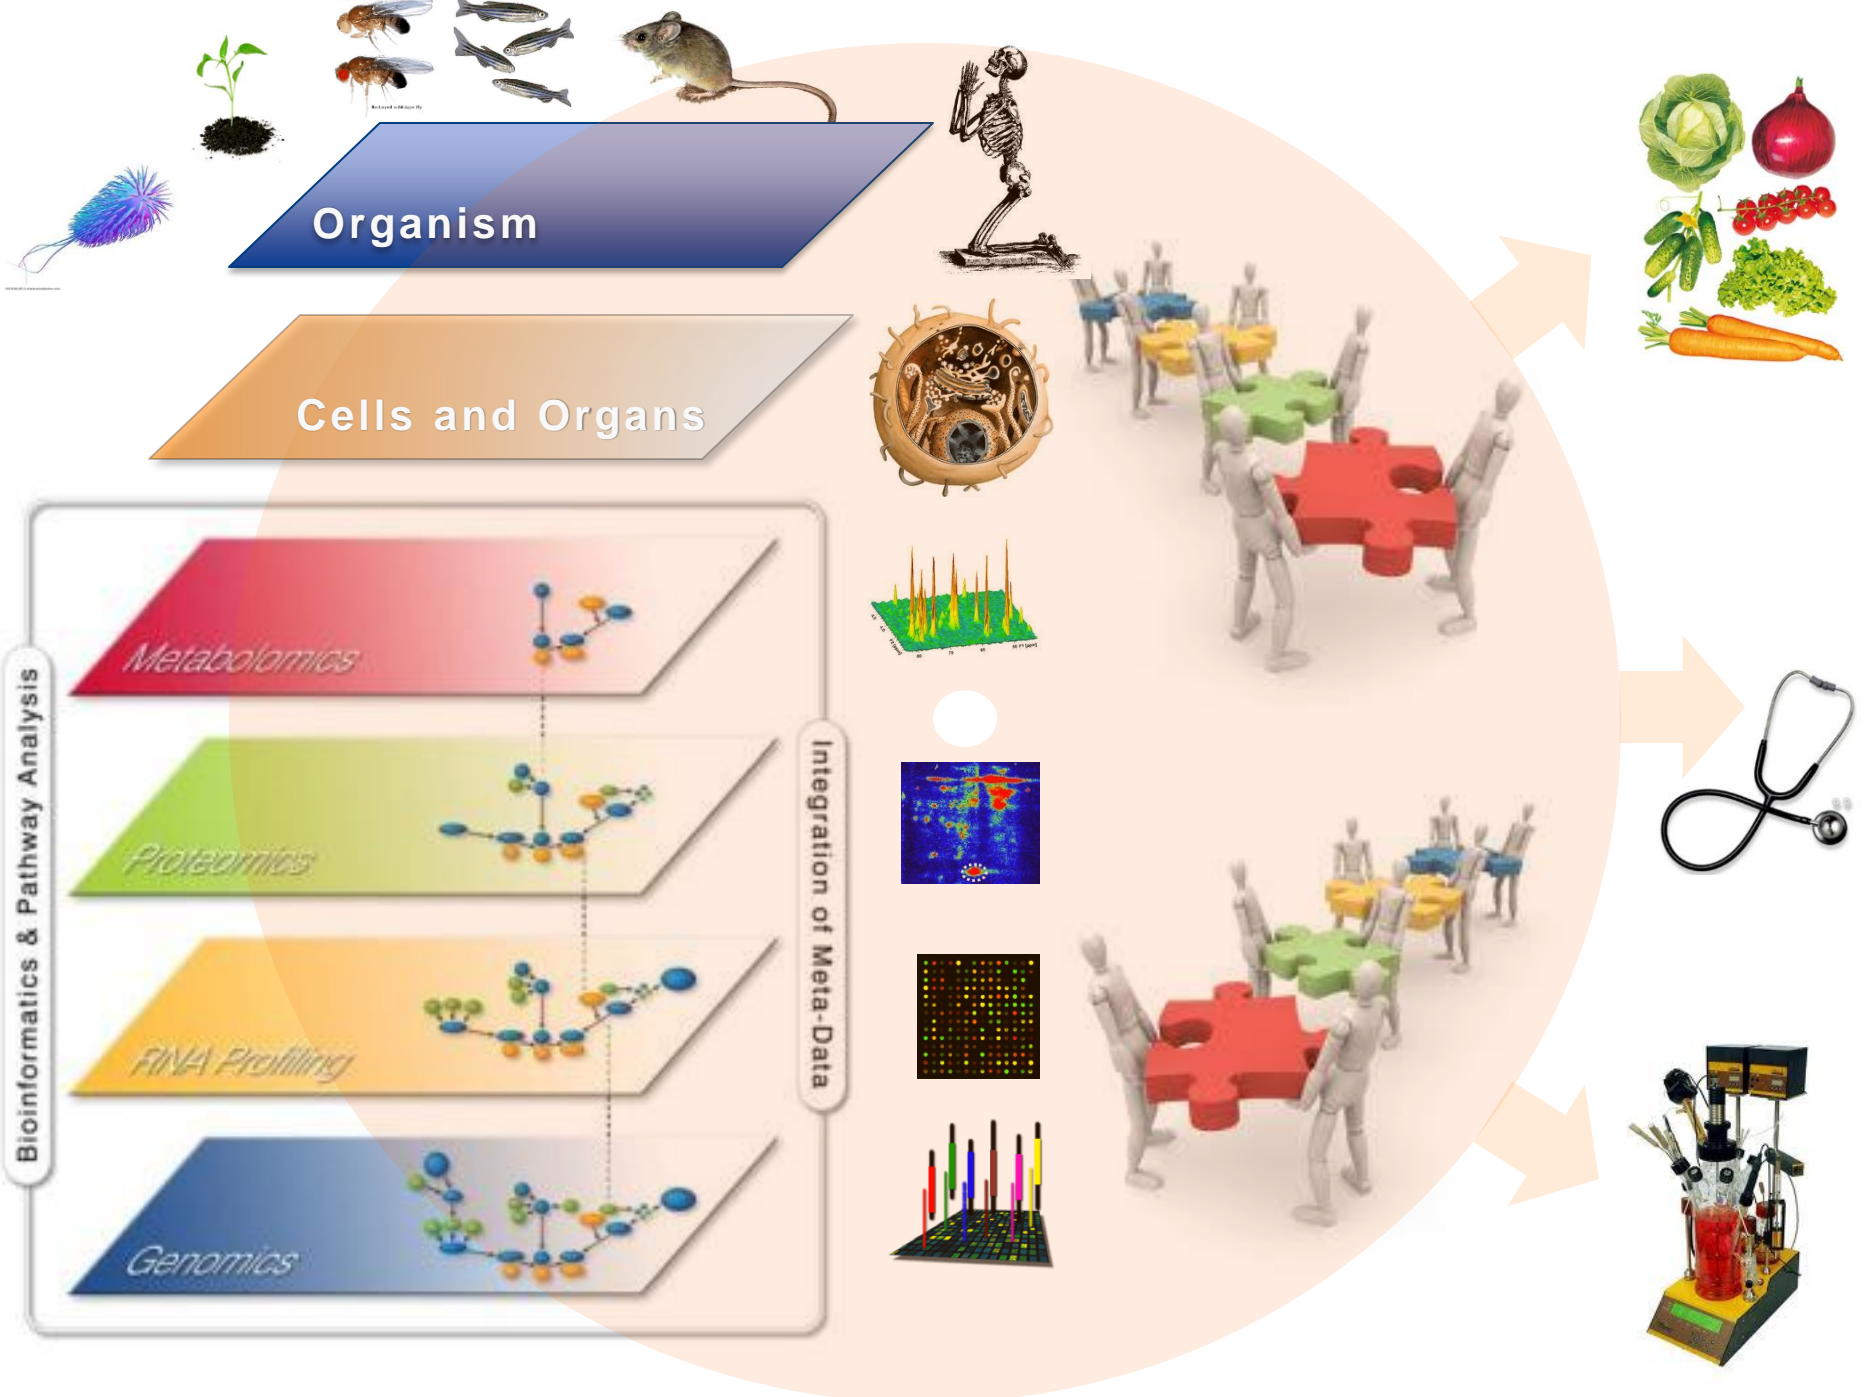 Organism
Cells and Organs
Metabolomics
Proteomics
RNA Profiling
Genomics
Bioinformatics & Pathway Analysis
Integration of Meta-Data